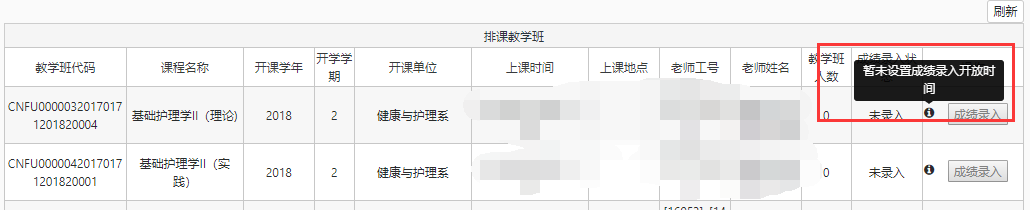 刷新
排课教学班
教学班代码 课程名称 开课学年 开学学期 开课单位 上课时间 上课地点 老师工号 老师姓名 教学班人数 成绩录入状
暂未设置成绩录入开放时
间
CNFU0000032017017
1201820004
基础护理学II（理论) 2018 2 健康与护理系 0 未录入 成绩录入
CNFU0000042017017
1201820001
基础护理学II（实
践）
2018 2 健康与护理系 0 未录入 成绩录入